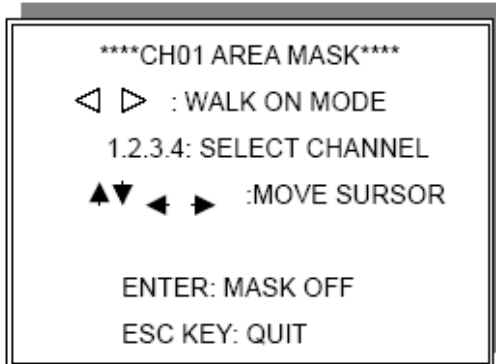 ****CH01 AREA MASK****
◁ ▷ : WALK ON MODE
1.2.3.4: SELECT CHANNEL
▲▼ ◀ ▶ :MOVE SURSOR
ENTER: MASK OFF
ESC KEY: QUIT